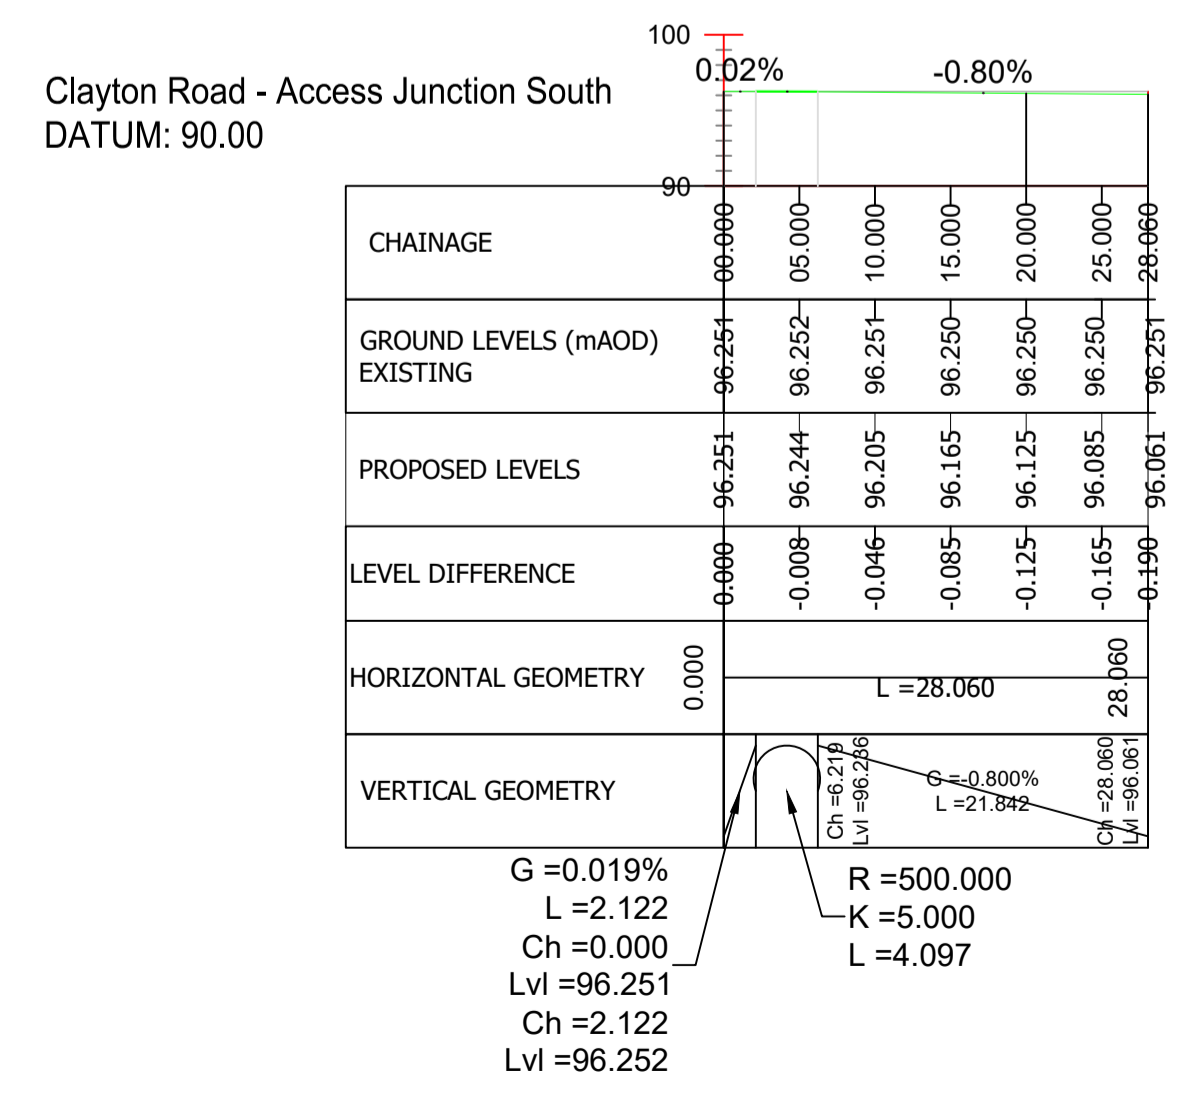 100
0.02%
-0.80%
Clayton Road - Access Junction South
DATUM: 90.00
90
CHAINAGE
00.000
05.000
10.000
15.000
20.000
25.000
28.060
GROUND LEVELS (mAOD)
EXISTING
96.251
96.252
96.251
96.250
96.250
96.250
96.251
PROPOSED LEVELS
96.251
96.244
96.205
96.165
96.125
96.085
96.061
LEVEL DIFFERENCE
0.000
-0.008
-0.046
-0.085
-0.125
-0.165
-0.190
HORIZONTAL GEOMETRY
0.000
L =28.060
28.060
VERTICAL GEOMETRY
Ch =6.219
Lvl =96.236
G =-0.800%
L =21.842
Ch =28.060
Lvl =96.061
G =0.019%
L =2.122
Ch =0.000
Lvl =96.251
Ch =2.122
Lvl =96.252
R =500.000
K =5.000
L =4.097